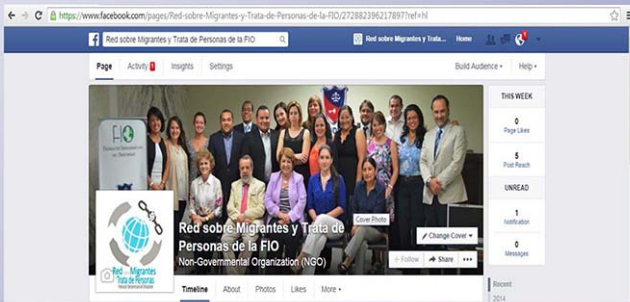 https://www.facebook.com/pages/Red-sobre-Migrantes-y-Trata-de-Personas-de-la-FIO/272882396217897?ref=hl
Red sobre Migrantes y Trata de Personas de la FIO
Red sobre Migrantes y Trata... Home
Page Activity Insights Settings Build Audience Help
THIS WEEK
0
Page Likes
5
Post Reach
UNREAD
1
Notification
0
Messages
FIO
Cover Photo
Change Cover
Red sobre Migrantes y Trata de
Personas de la FIO
Non-Governmental Organization (NGO)
+ Follow Share •••
Red Migrantes
Trata de Personas
Timeline About Photos Likes More
Recent
2014